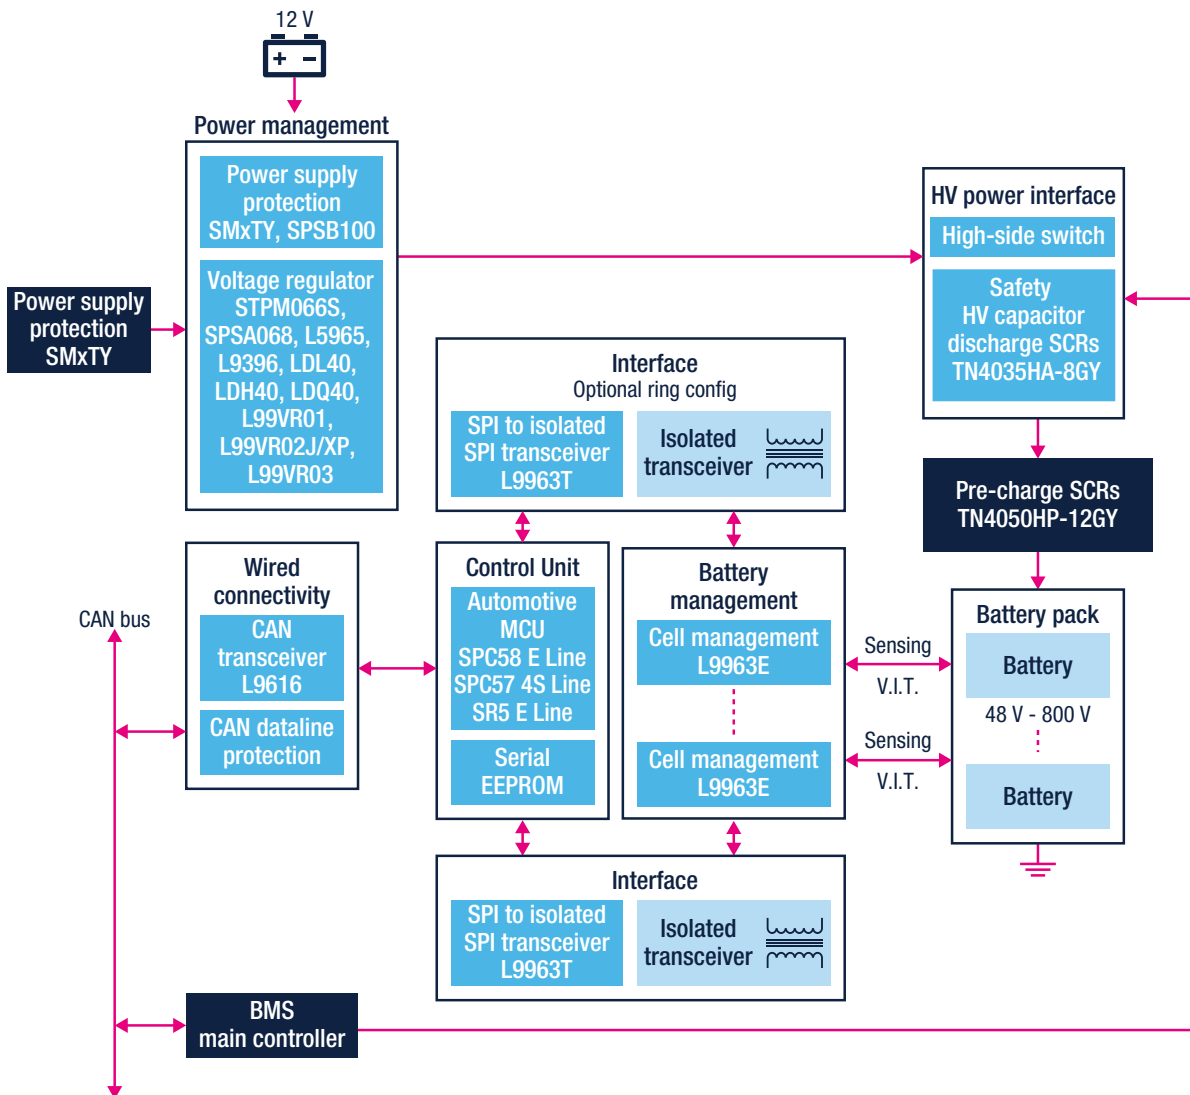 12 V
Power management
Power supply
protection
SMxTY, SPSB100
Voltage regulator
STPM066S,
SPSA068, L5965,
L9396, LDL40,
LDH40, LDQ40,
L99VR01,
L99VR02J/XP,
L99VR03
Power supply
protection
SMxTY
HV power interface
High-side switch
Safety
HV capacitor
discharge SCRs
TN4035HA-8GY
Interface
Optional ring config
SPI to isolated
SPI transceiver
L9963T
Isolated
transceiver
Pre-charge SCRs
TN4050HP-12GY
Wired
connectivity
CAN
transceiver
L9616
CAN dataline
protection
CAN bus
Control Unit
Automotive
MCU
SPC58 E Line
SPC57 4S Line
SR5 E Line
Serial
EEPROM
Battery
management
Cell management
L9963E
Cell management
L9963E
Sensing
V.I.T.
Sensing
V.I.T.
Battery pack
Battery
48 V - 800 V
Battery
Interface
SPI to isolated
SPI transceiver
L9963T
Isolated
transceiver
BMS
main controller